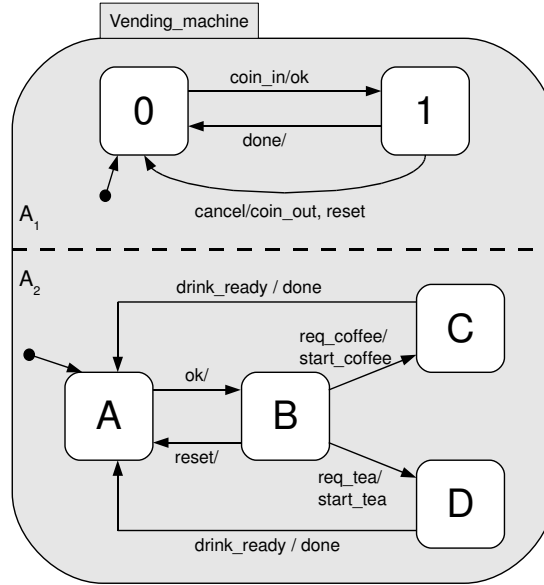 Vending_machine
coin_in/ok
0
1
done/
cancel/coin_out, reset
A1
A2
drink_ready / done
C
req_coffee/
start_coffee
ok/
A
B
reset/
req_tea/
start_tea
D
drink_ready / done